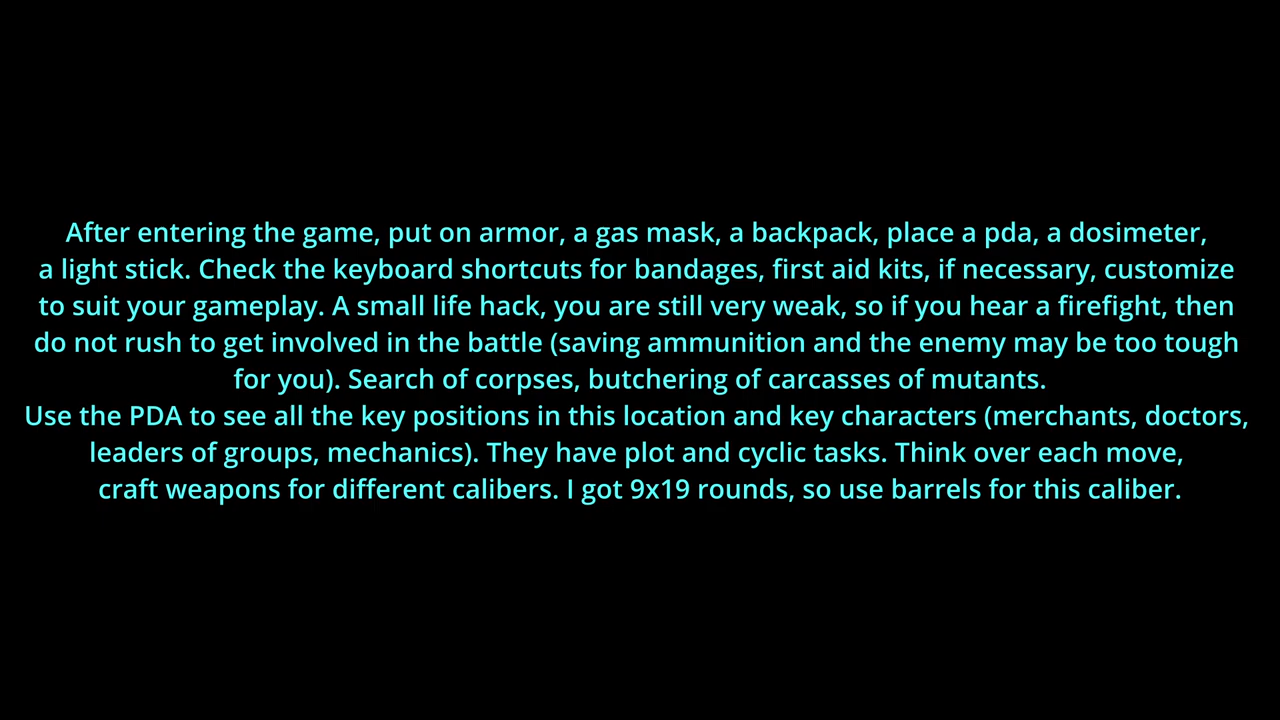 After entering the game, put on armor, a gas mask, a backpack, place a pda, a dosimeter,
a light stick. Check the keyboard shortcuts for bandages, first aid kits, if necessary, customize
to suit your gameplay. A small life hack, you are still very weak, so if you hear a firefight, then
do not rush to get involved in the battle (saving ammunition and the enemy may be too tough
for you). Search of corpses, butchering of carcasses of mutants.
Use the PDA to see all the key positions in this location and key characters (merchants, doctors,
leaders of groups, mechanics). They have plot and cyclic tasks. Think over each move,
craft weapons for different calibers. I got 9x19 rounds, so use barrels for this caliber.